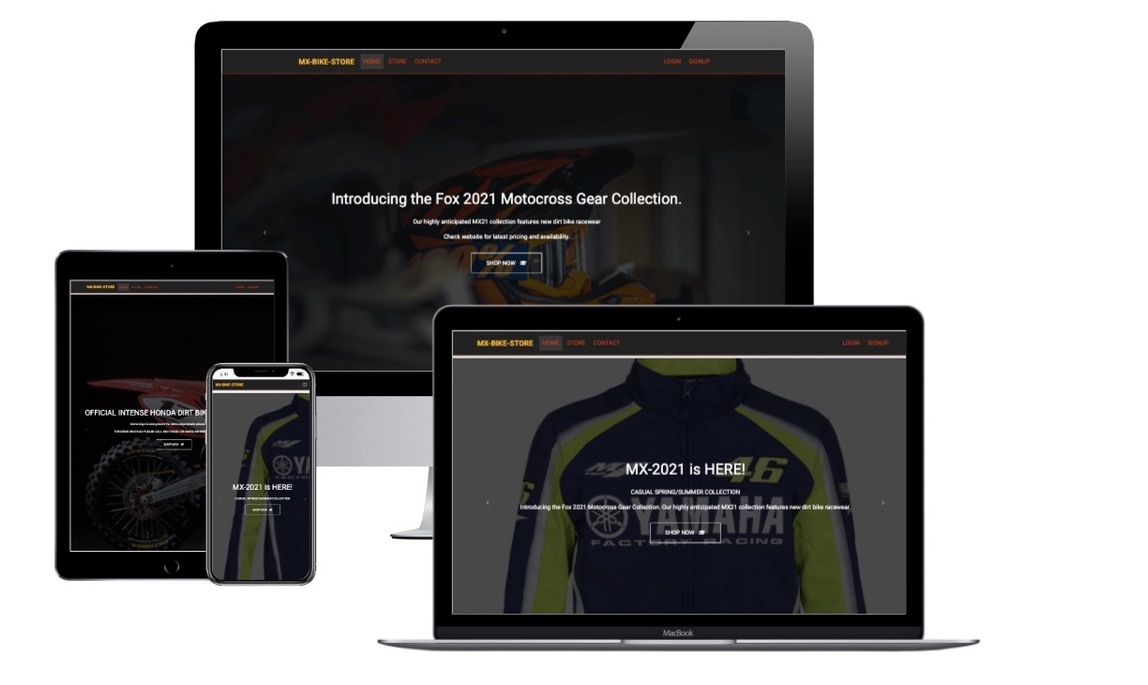 MX-BIKE-STORE HOME STORE CONTACT LOGIN SIGNUP
Introducing the Fox 2021 Motocross Gear Collection.
Our highly anticipated MX21 collection features new dirt bike racewear
Check website for latest pricing and availability.
SHOP NOW
100%
MX-BIKE-STORE
OFFICIAL INTENSE HONDA DIRT BIK
SHOP NOW
MX-BIKE-STORE
MX-2021 is HERE!
CASUAL SPRING/SUMMER COLLECTION
SHOP NOW
MX-BIKE-STORE HOME STORE CONTACT LOGIN SIGNUP
46
MX-2021 is HERE!
CASUAL SPRING/SUMMER COLLECTION
Introducing the Fox 2021 Motocross Gear Collection. Our highly anticipated MX21 collection features new dirt bike racewear.
YAMAHA
SHOP NOW
FACTORY RACING
MacBook